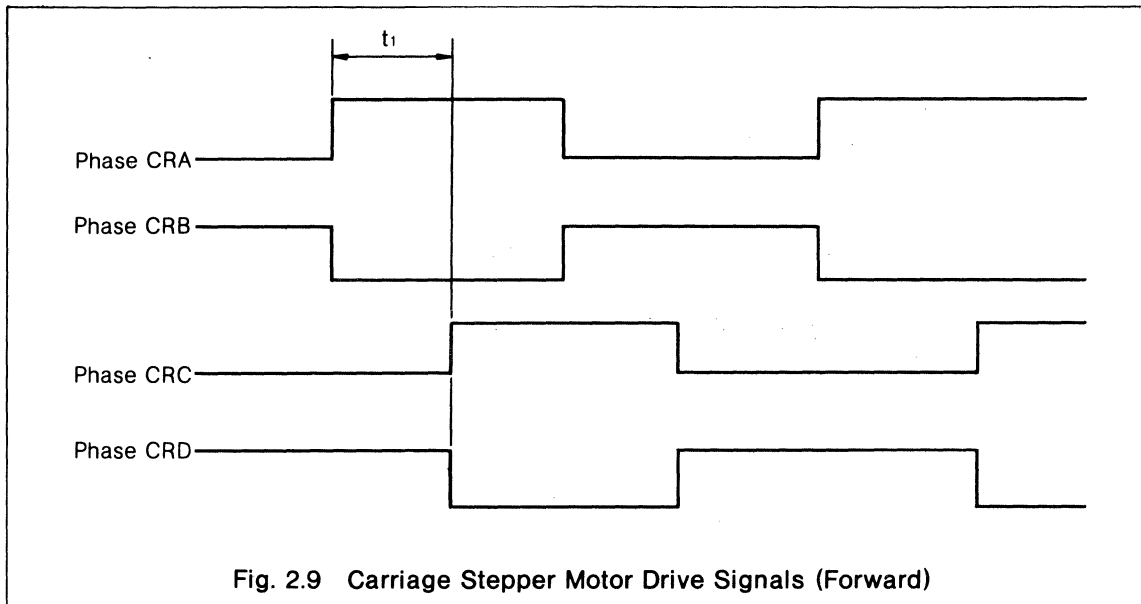 t₁
Phase CRA
Phase CRB
Phase CRC
Phase CRD
Fig. 2.9 Carriage Stepper Motor Drive Signals (Forward)